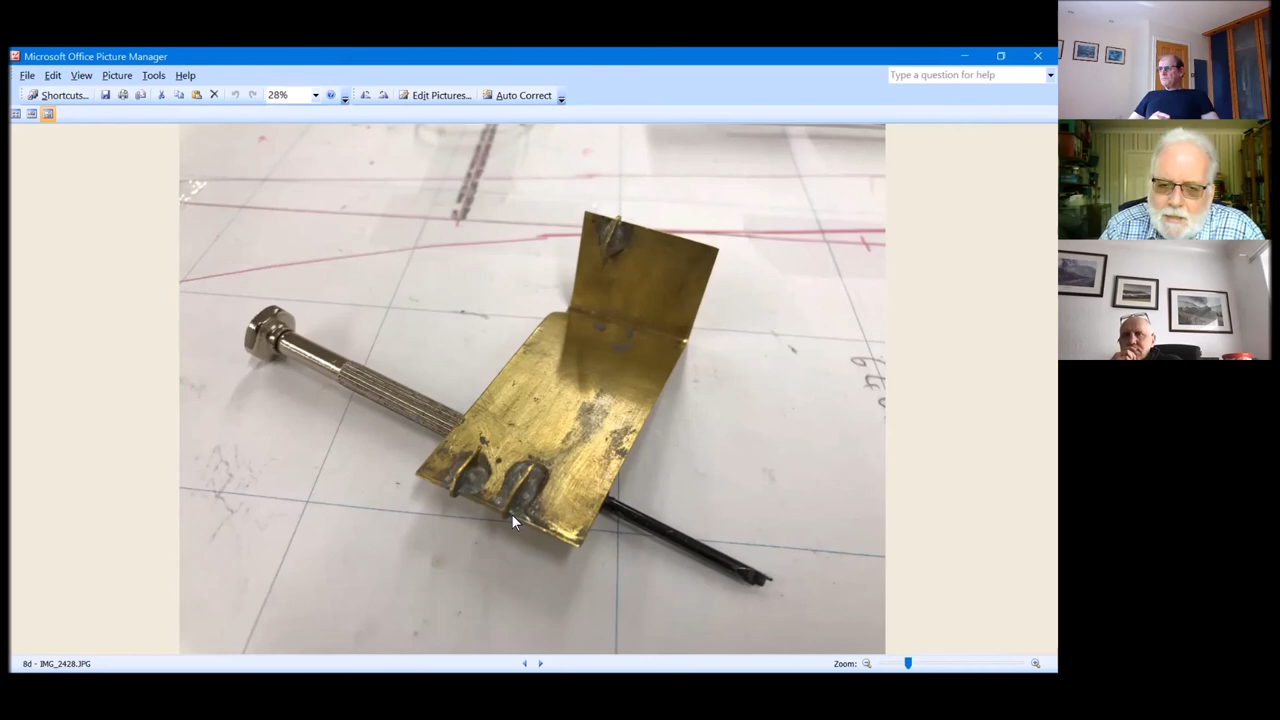 Microsoft Office Picture Manager
File Edit View Picture Tools Help
Type a question for help
Shortcuts... 28% Edit Pictures... Auto Correct
8d - IMG_2428.JPG
Zoom: